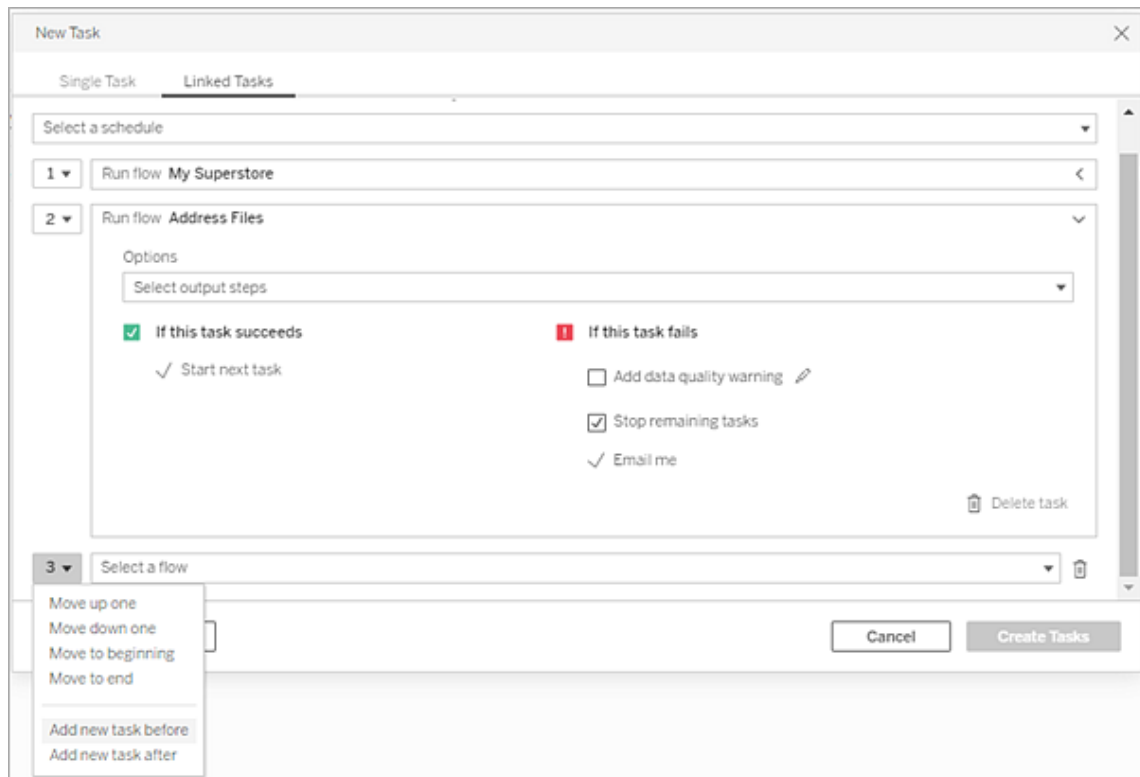 New Task
Single Task Linked Tasks
Select a schedule
1 Run flow My Superstore
2 Run flow Address Files
Options
Select output steps
If this task succeeds If this task fails
Start next task Add data quality warning
Stop remaining tasks
Email me
Delete task
3 Select a flow
Move up one
Move down one
Cancel Create Tasks
Move to beginning
Move to end
Add new task before
Add new task after